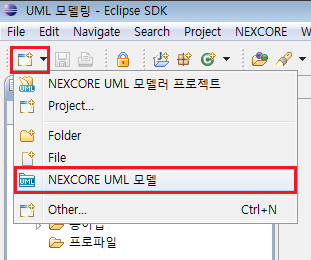 UML 모델링 - Eclipse SDK
File Edit Navigate Search Project NEXCORE W
NEXCORE UML 모델러 프로젝트
Project...
Folder
File
NEXCORE UML 모델
Other... Ctrl+N
프로파일